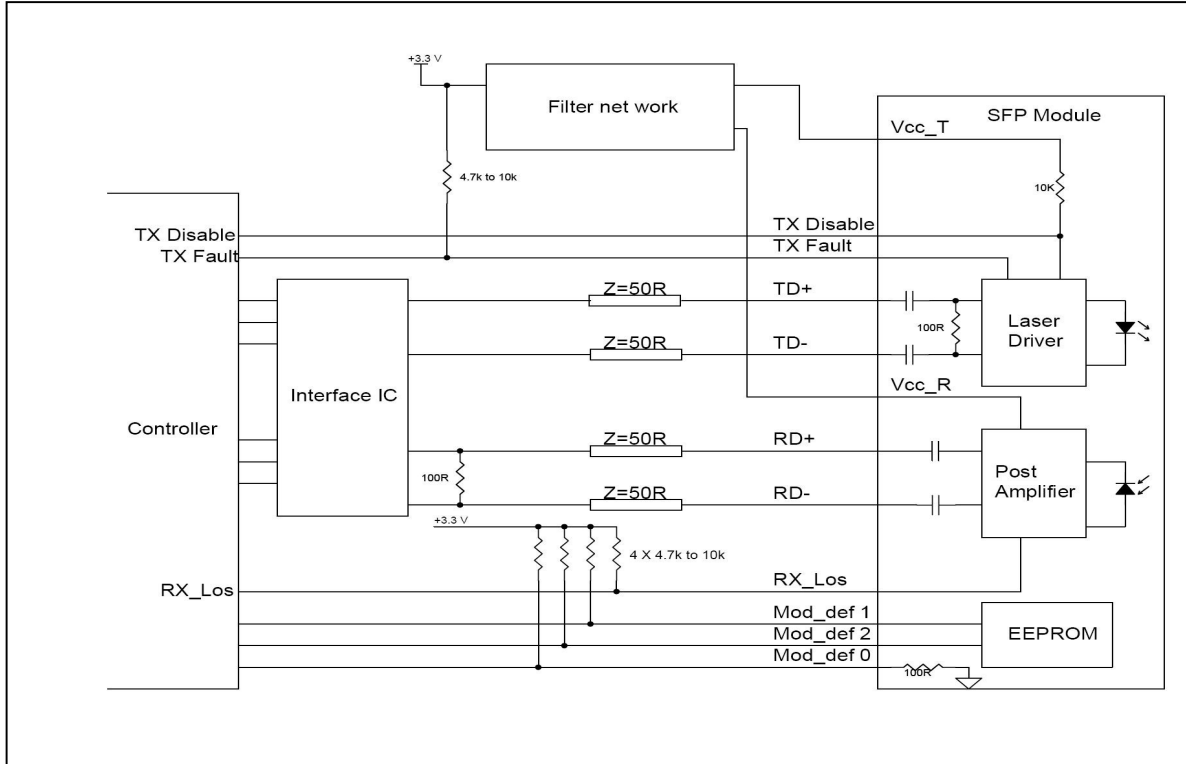 +3.3 V
Filter net work
SFP Module
Vcc_T
4.7k to 10k
10K
TX Disable
TX Disable
TX Fault
TX Fault
Z=50R
TD+
100R
Laser
Driver
Z=50R
TD-
Interface IC
Vcc_R
Controller
Z=50R
RD+
100R
Post
Amplifier
Z=50R
RD-
+3.3 V
4 X 4.7k to 10k
RX_Los
RX_Los
Mod_def 1
EEPROM
Mod_def 2
Mod_def 0
100R